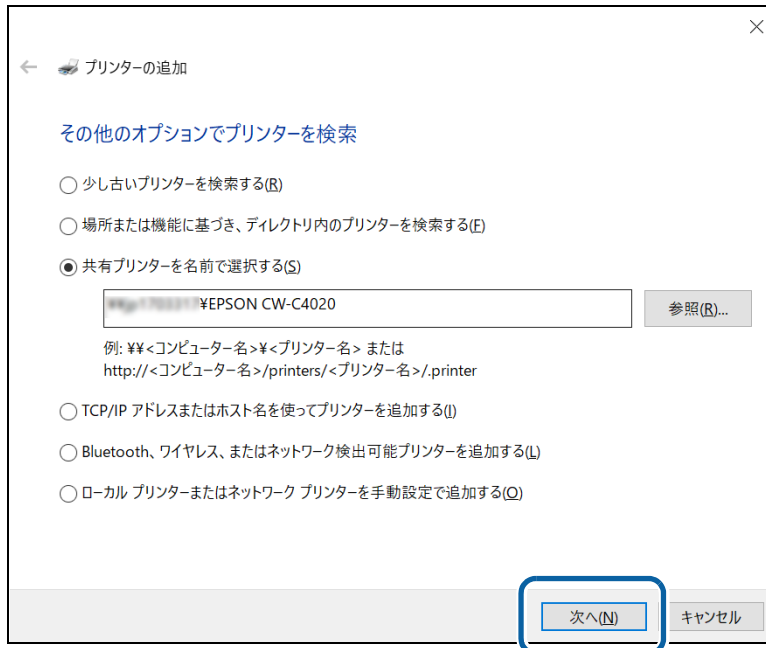 プリンターの追加
その他のオプションでプリンターを検索
少し古いプリンターを検索する(R)
場所または機能に基づき、ディレクトリ内のプリンターを検索する(F)
共有プリンターを名前で選択する(S)
¥EPSON CW-C4020
参照(R)...
例: ¥¥<コンピューター名>¥<プリンター名> または
http://<コンピューター名>/printers/<プリンター名>/.printer
TCP/IP アドレスまたはホスト名を使ってプリンターを追加する(I)
Bluetooth、ワイヤレス、またはネットワーク検出可能プリンターを追加する(L)
ローカル プリンターまたはネットワーク プリンターを手動設定で追加する(O)
次へ(N)
キャンセル